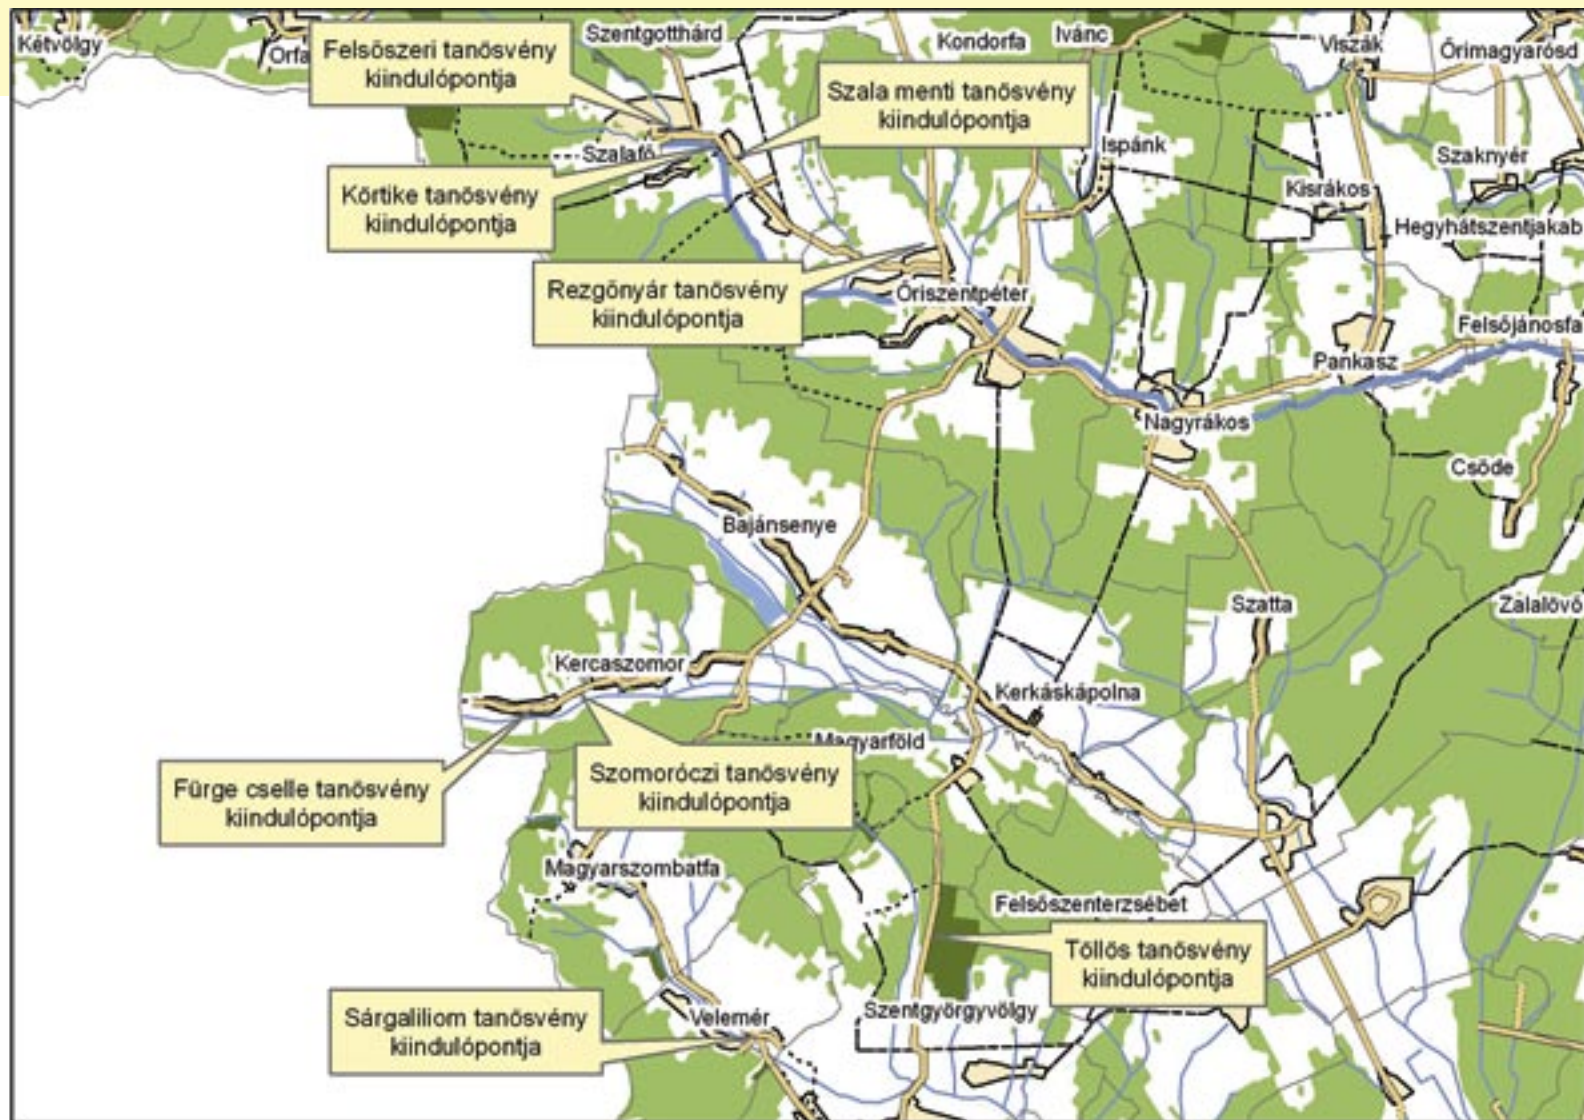 Kétvölgy
Orfa
Felsőszeri tanösvény
kiindulópontja
Szentgotthárd
Kondorfa
Ivánc
Viszák
Őrimagyarósd
Szala menti tanösvény
kiindulópontja
Szalafő
Ispánk
Szaknyér
Kőrtike tanösvény
kiindulópontja
Kisrákos
Hegyhátszentjakab
Rezgőnyár tanösvény
kiindulópontja
Őriszentpéter
Felsőjánosfa
Pankasz
Nagyrákos
Csöde
Bajánsenye
Szatta
Zalalövő
Kercaszomor
Kerkáskápolna
Magyarföld
Fürge cselle tanösvény
kiindulópontja
Szomoróczi tanösvény
kiindulópontja
Magyarszombatfa
Felsőszenterzsébet
Töllös tanösvény
kiindulópontja
Szentgyörgyvölgy
Sárgaliliom tanösvény
kiindulópontja
Velemér